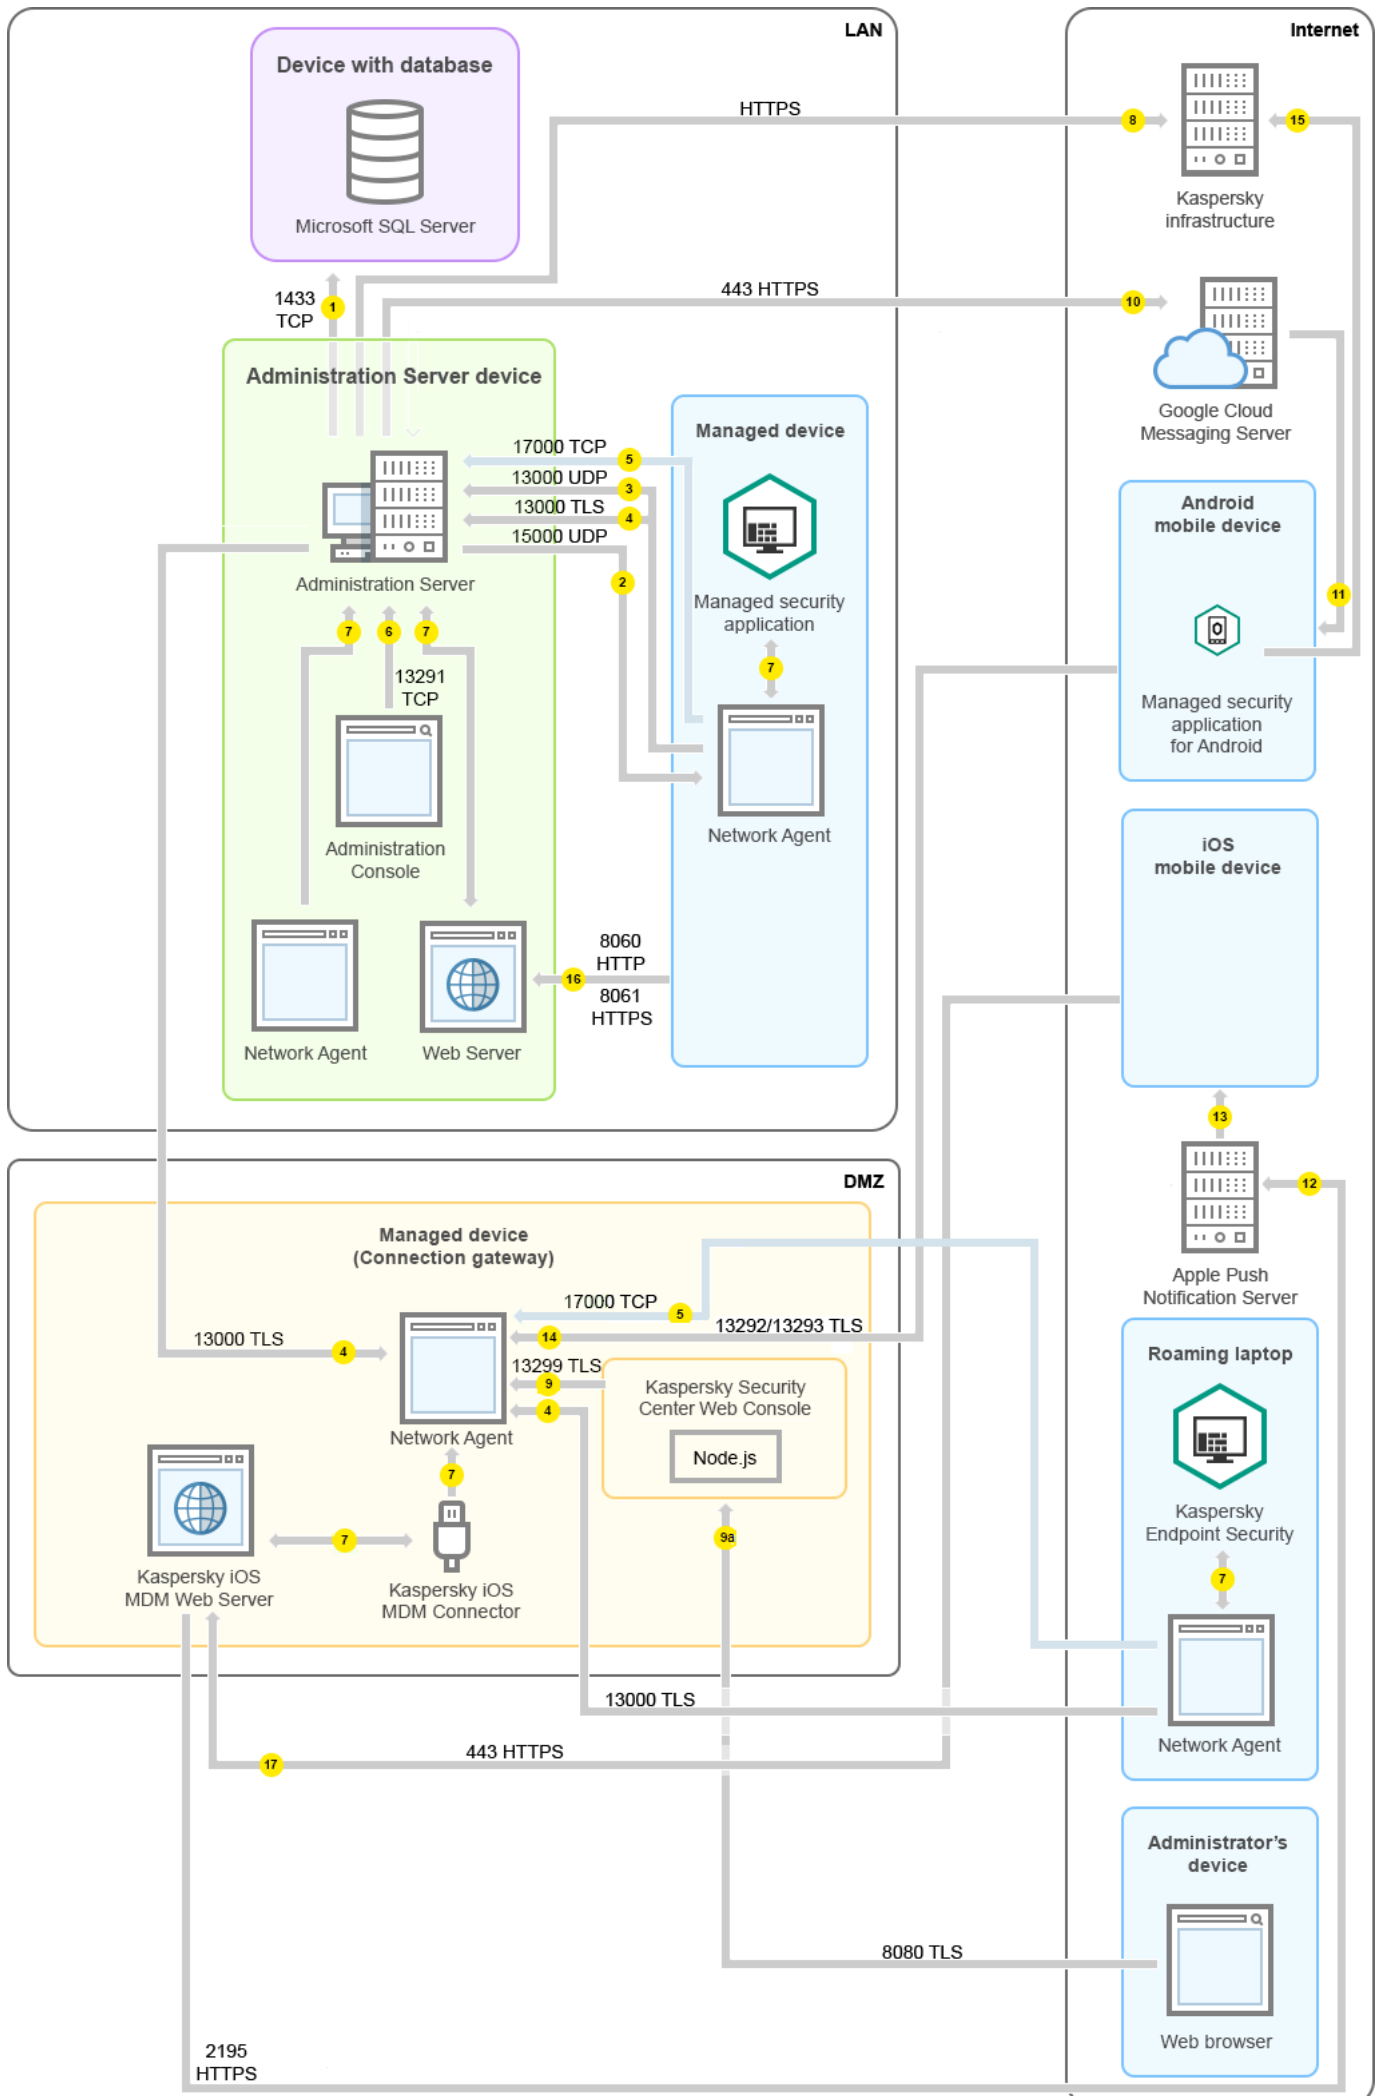 LAN
Internet
Device with database
Microsoft SQL Server
HTTPS
8
15
Kaspersky
infrastructure
1433
TCP
1
443 HTTPS
10
Google Cloud
Messaging Server
Administration Server device
Administration Server
Managed device
17000 TCP
5
13000 UDP
3
13000 TLS
4
15000 UDP
2
Managed security
application
7
Network Agent
7
6
7
13291
TCP
Administration
Console
Network Agent
Web Server
8060
HTTP
16
8061
HTTPS
Android
mobile device
11
Managed security
application
for Android
iOS
mobile device
13
12
Apple Push
Notification Server
DMZ
Managed device
(Connection gateway)
17000 TCP
5
13292/13293 TLS
14
13000 TLS
4
13299 TLS
9
4
Network Agent
Kaspersky Security
Center Web Console
Node.js
7
9a
7
Kaspersky iOS
MDM Web Server
Kaspersky iOS
MDM Connector
Roaming laptop
Kaspersky
Endpoint Security
7
Network Agent
13000 TLS
443 HTTPS
17
Administrator's
device
8080 TLS
Web browser
2195
HTTPS